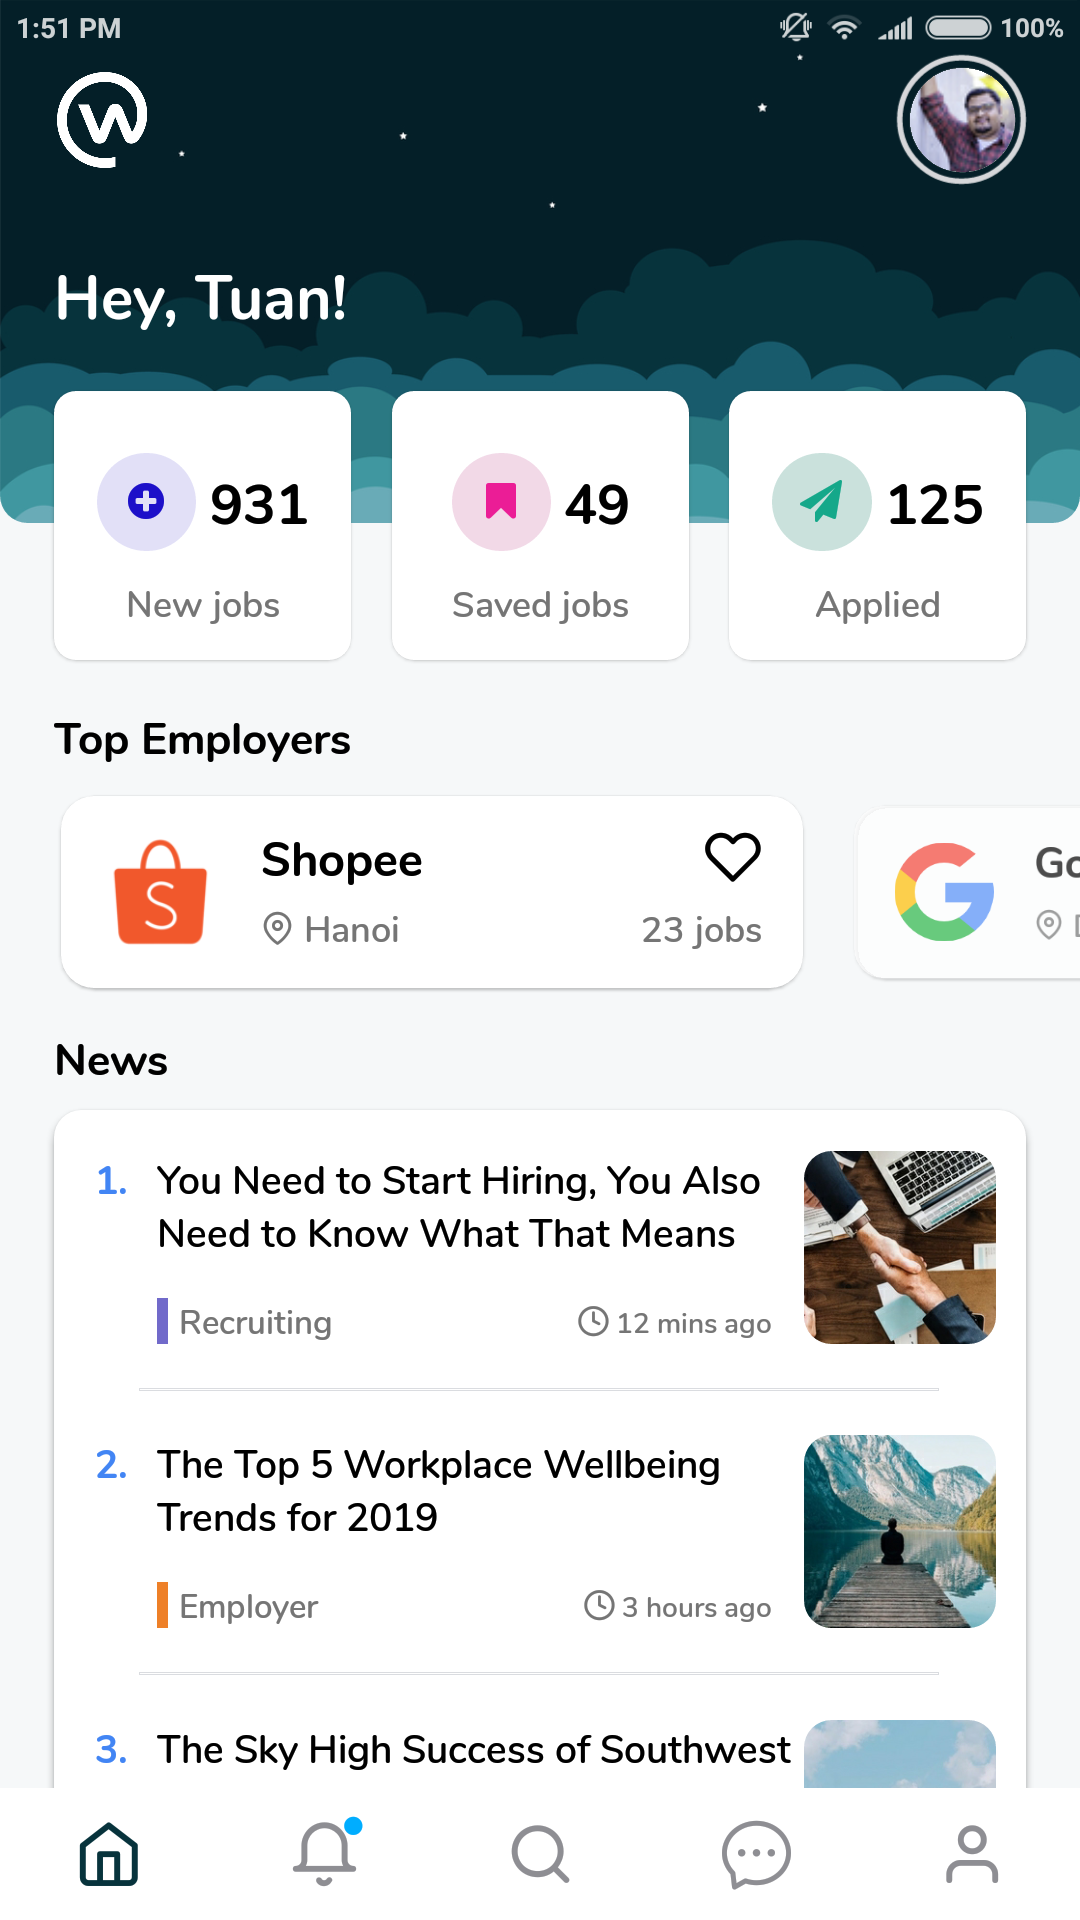 1:51 PM 100%
W
Hey, Tuan!
931 49 125
New jobs Saved jobs Applied
Top Employers
Shopee
S
Hanoi 23 jobs
G
News
1. You Need to Start Hiring, You Also
Need to Know What That Means
Recruiting 12 mins ago
2. The Top 5 Workplace Wellbeing
Trends for 2019
Employer 3 hours ago
3. The Sky High Success of Southwest